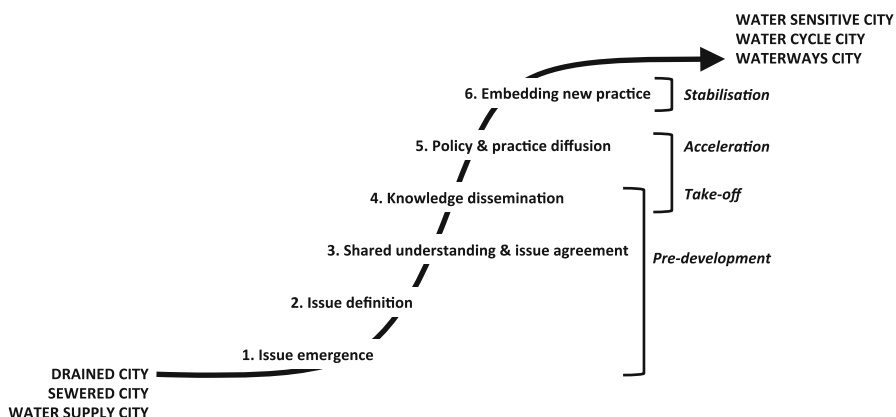 WATER SENSITIVE CITY
WATER CYCLE CITY
WATERWAYS CITY
6. Embedding new practice
Stabilisation
5. Policy & practice diffusion
Acceleration
4. Knowledge dissemination
Take-off
3. Shared understanding & issue agreement
Pre-development
2. Issue definition
1. Issue emergence
DRAINED CITY
SEWERED CITY
WATER SUPPLY CITY